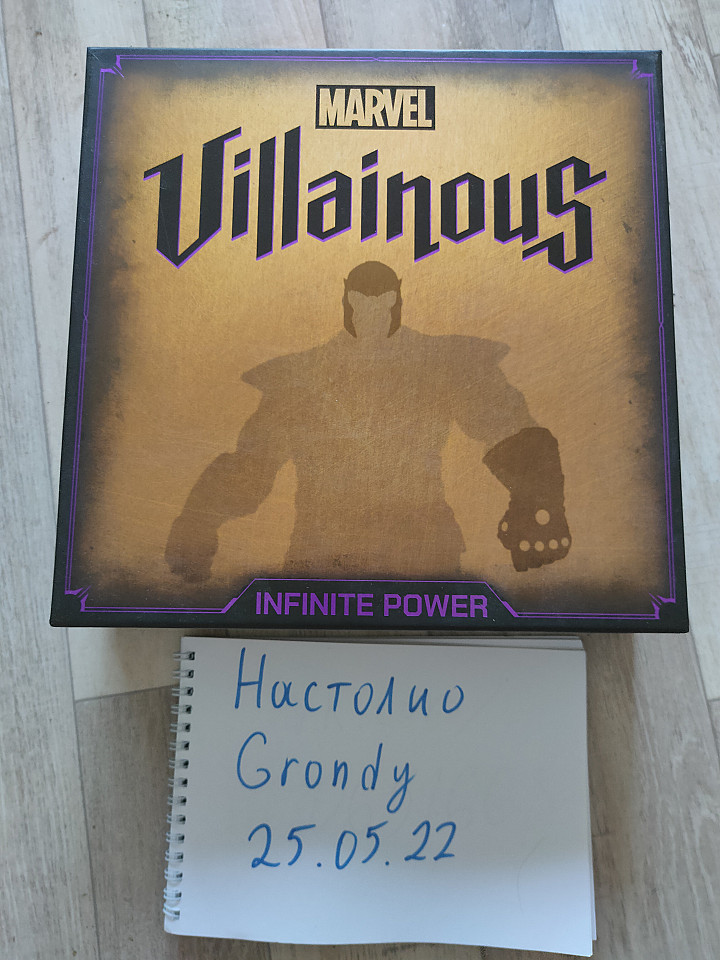 MARVEL
Villainous
INFINITE POWER
Настолио
Grondy
25.05.22